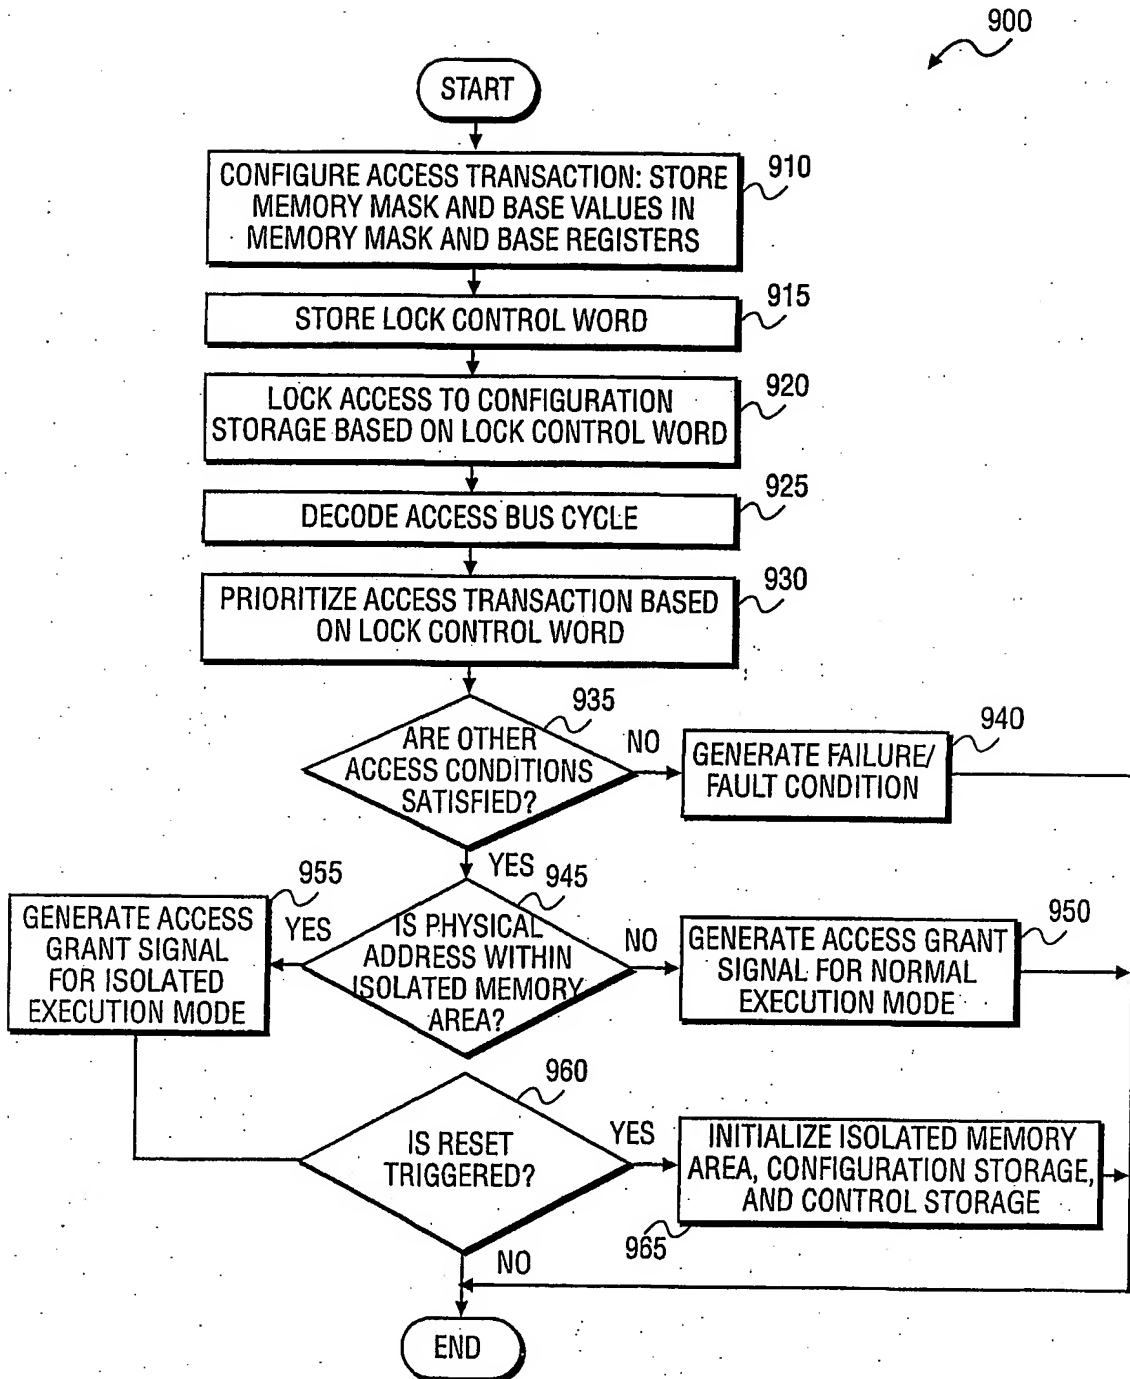 900
START
CONFIGURE ACCESS TRANSACTION: STORE
MEMORY MASK AND BASE VALUES IN
MEMORY MASK AND BASE REGISTERS
910
STORE LOCK CONTROL WORD
915
LOCK ACCESS TO CONFIGURATION
STORAGE BASED ON LOCK CONTROL WORD
920
DECODE ACCESS BUS CYCLE
925
PRIORITIZE ACCESS TRANSACTION BASED
ON LOCK CONTROL WORD
930
ARE OTHER
ACCESS CONDITIONS
SATISFIED?
935
NO
GENERATE FAILURE/
FAULT CONDITION
940
YES
IS PHYSICAL
ADDRESS WITHIN
ISOLATED MEMORY
AREA?
945
YES
GENERATE ACCESS
GRANT SIGNAL
FOR ISOLATED
EXECUTION MODE
955
NO
GENERATE ACCESS GRANT
SIGNAL FOR NORMAL
EXECUTION MODE
950
IS RESET
TRIGGERED?
960
YES
INITIALIZE ISOLATED MEMORY
AREA, CONFIGURATION STORAGE,
AND CONTROL STORAGE
965
NO
END